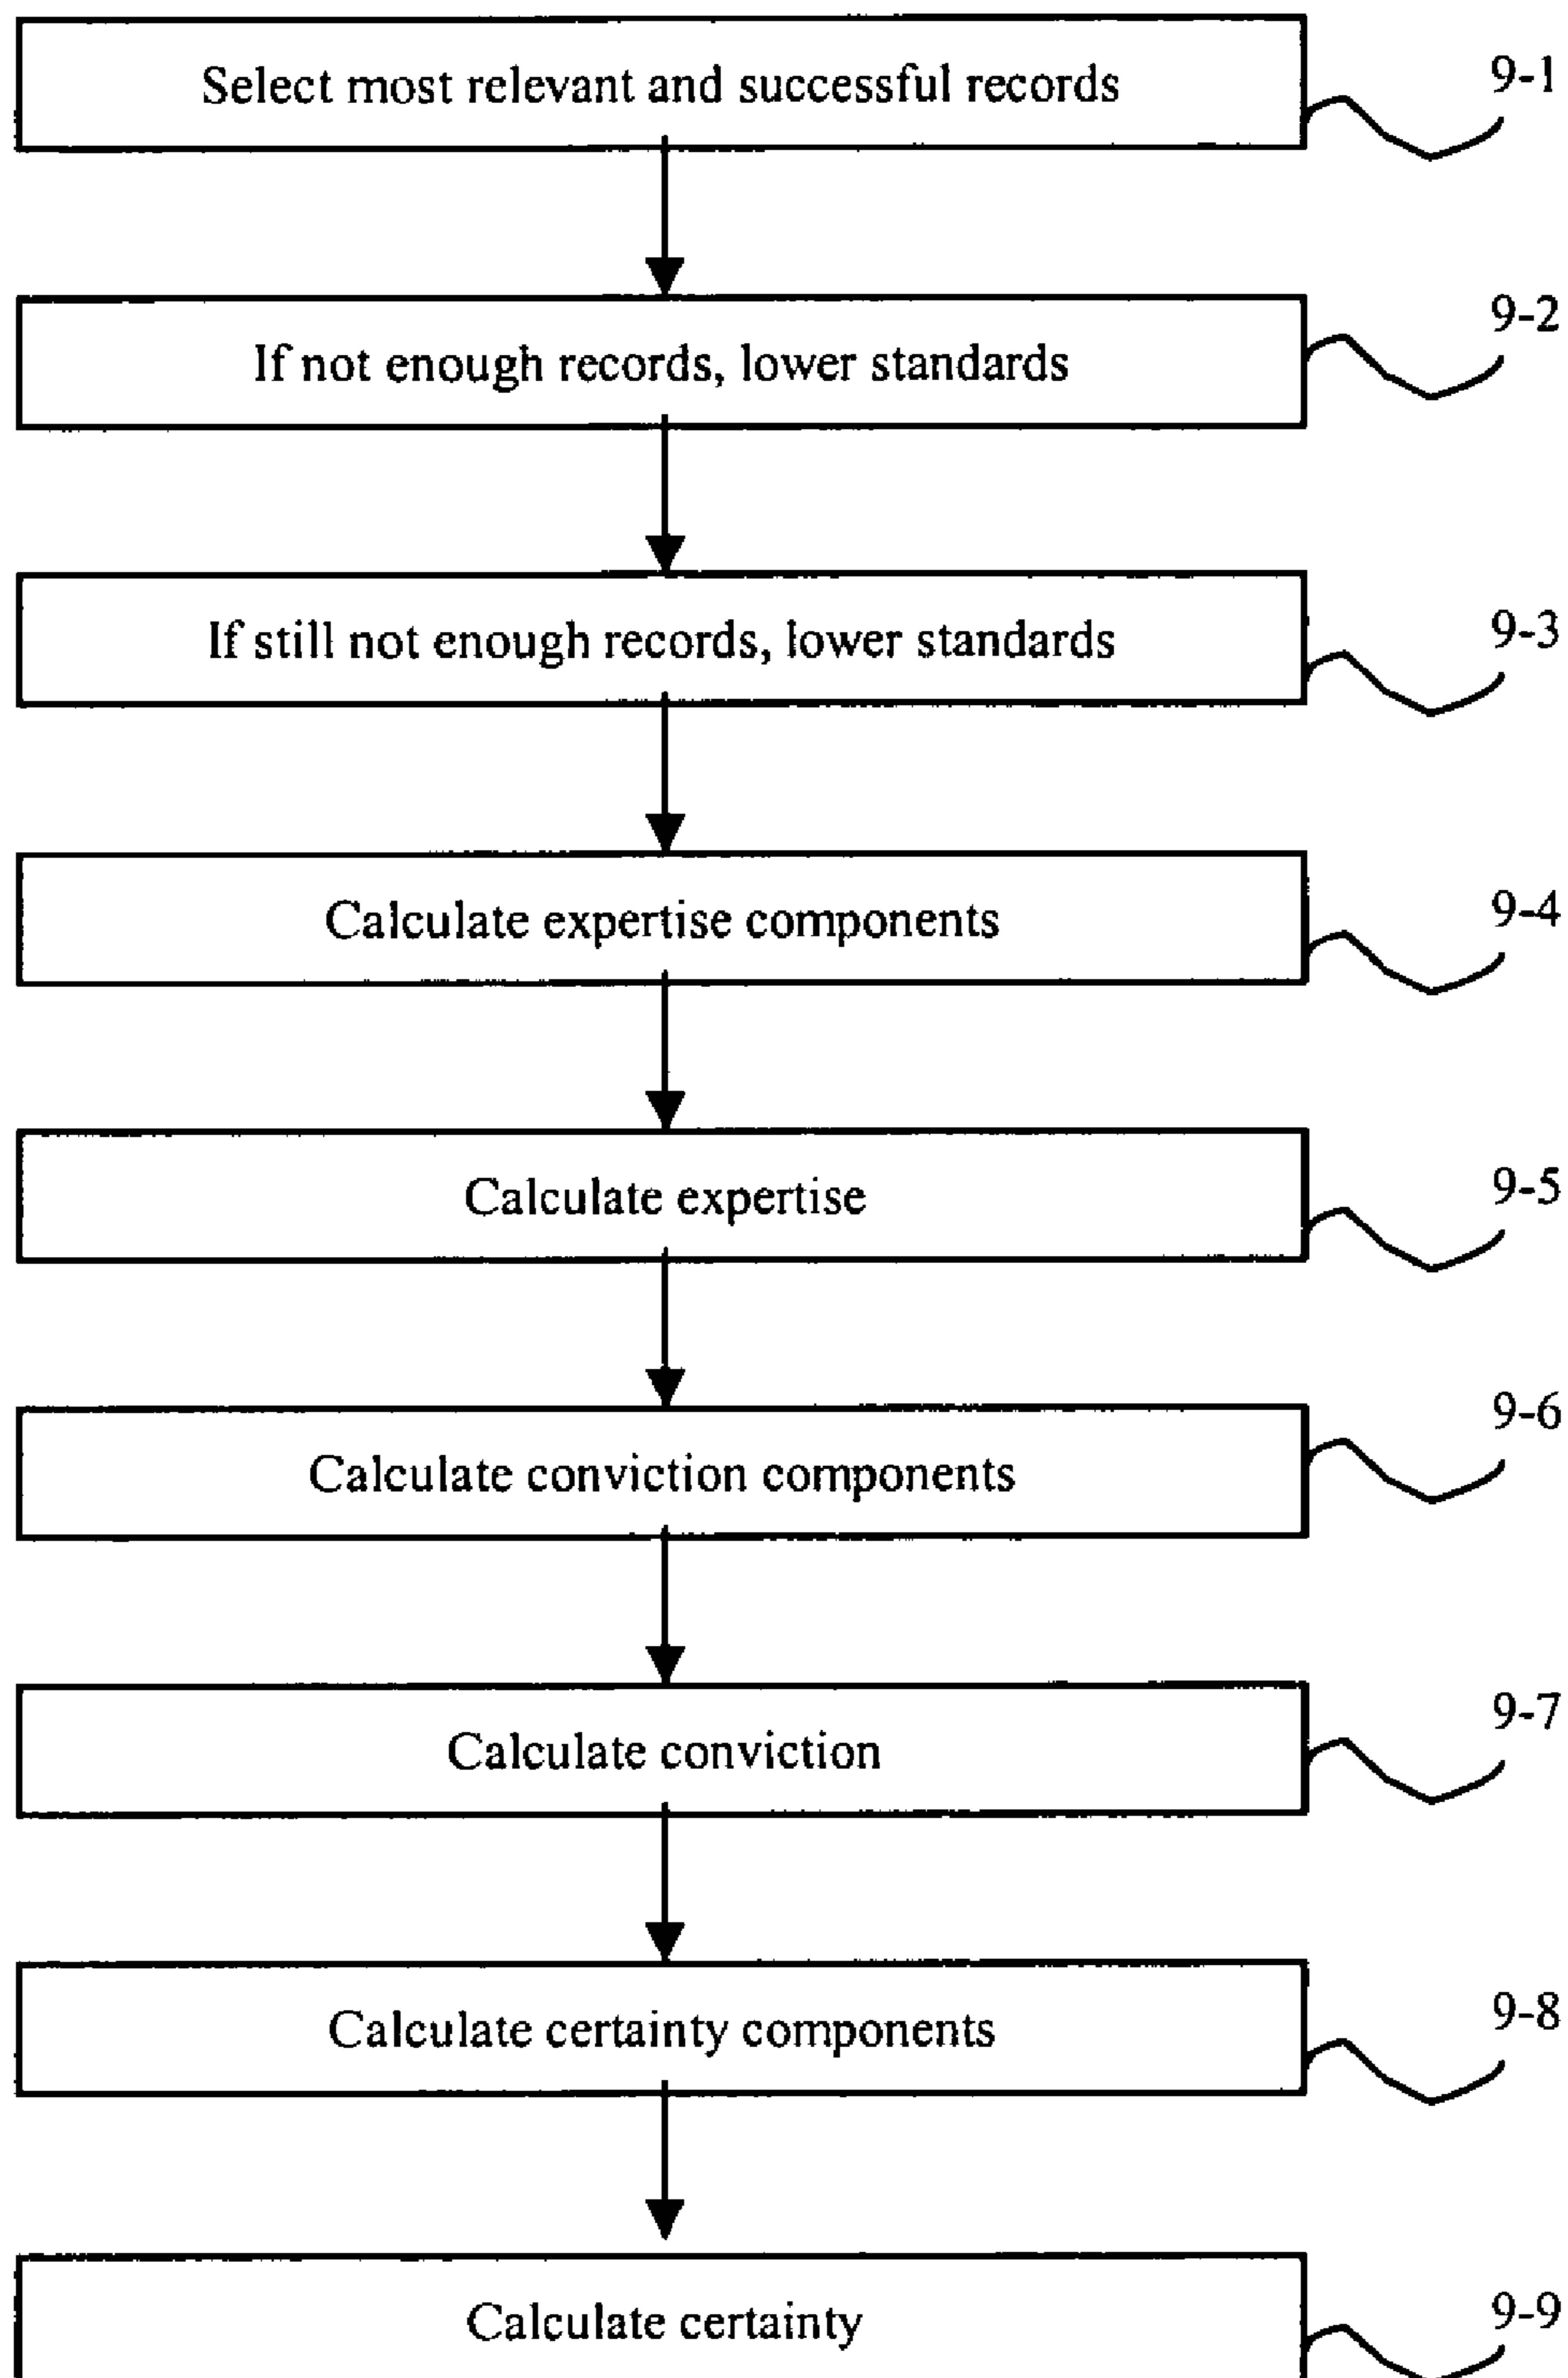 Select most relevant and successful records
9-1
If not enough records, lower standards
9-2
If still not enough records, lower standards
9-3
Calculate expertise components
9-4
Calculate expertise
9-5
Calculate conviction components
9-6
Calculate conviction
9-7
Calculate certainty components
9-8
Calculate certainty
9-9